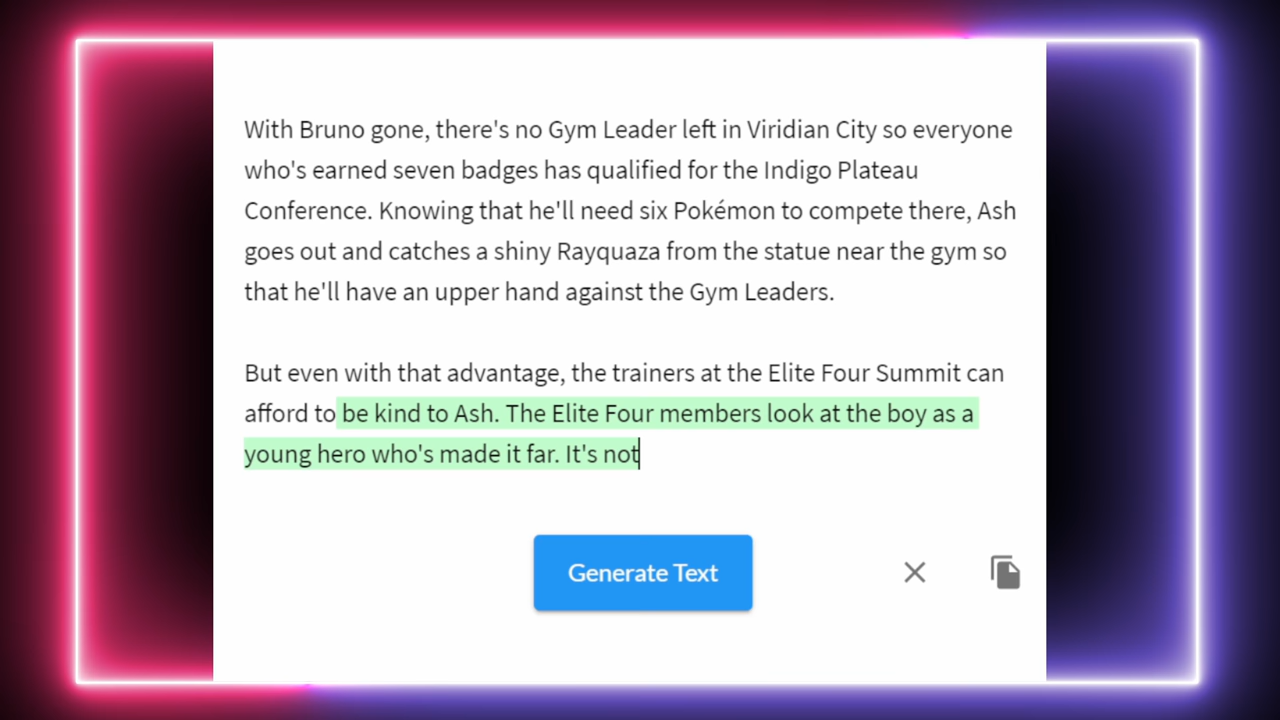 With Bruno gone, there's no Gym Leader left in Viridian City so everyone
who's earned seven badges has qualified for the Indigo Plateau
Conference. Knowing that he'll need six Pokémon to compete there, Ash
goes out and catches a shiny Rayquaza from the statue near the gym so
that he'll have an upper hand against the Gym Leaders.
But even with that advantage, the trainers at the Elite Four Summit can
afford to be kind to Ash. The Elite Four members look at the boy as a
young hero who's made it far. It's not
Generate Text